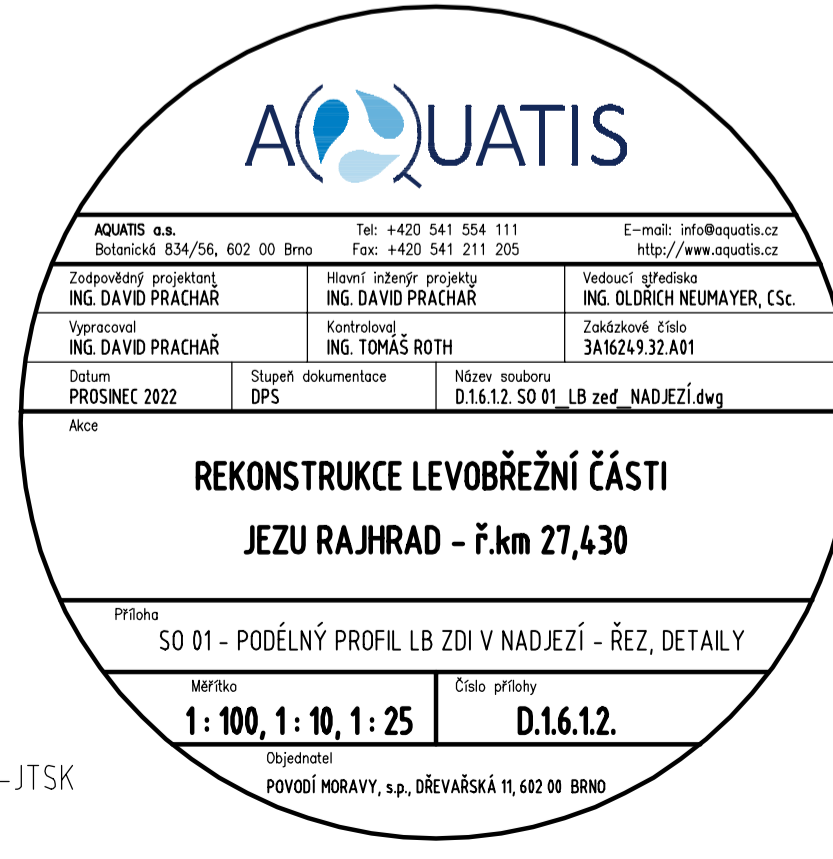 AQUATIS
AQUATIS a.s. Tel: +420 541 554 111 E-mail: info@aquatis.cz
Botanická 834/56, 602 00 Brno Fax: +420 541 211 205 http://www.aquatis.cz
Zodpovědný projektant Hlavní inženýr projektu Vedoucí střediska
ING. DAVID PRACHAŘ ING. DAVID PRACHAŘ ING. OLDŘICH NEUMAYER, CSc.
Vypracoval Kontroloval Zakázkové číslo
ING. DAVID PRACHAŘ ING. TOMÁŠ ROTH 3A16249.32.A01
Datum Stupeň dokumentace Název souboru
PROSINEC 2022 DPS D.1.6.1.2. SO 01_LB zeď_NADJEZÍ.dwg
Akce
REKONSTRUKCE LEVOBŘEŽNÍ ČÁSTI
JEZU RAJHRAD - ř.km 27,430
Příloha
SO 01 - PODÉLNÝ PROFIL LB ZDI V NADJEZÍ - ŘEZ, DETAILY
Měřítko Číslo přílohy
1 : 100, 1 : 10, 1 : 25 D.1.6.1.2.
Objednatel
POVODÍ MORAVY, s.p., DŘEVAŘSKÁ 11, 602 00 BRNO
-JTSK